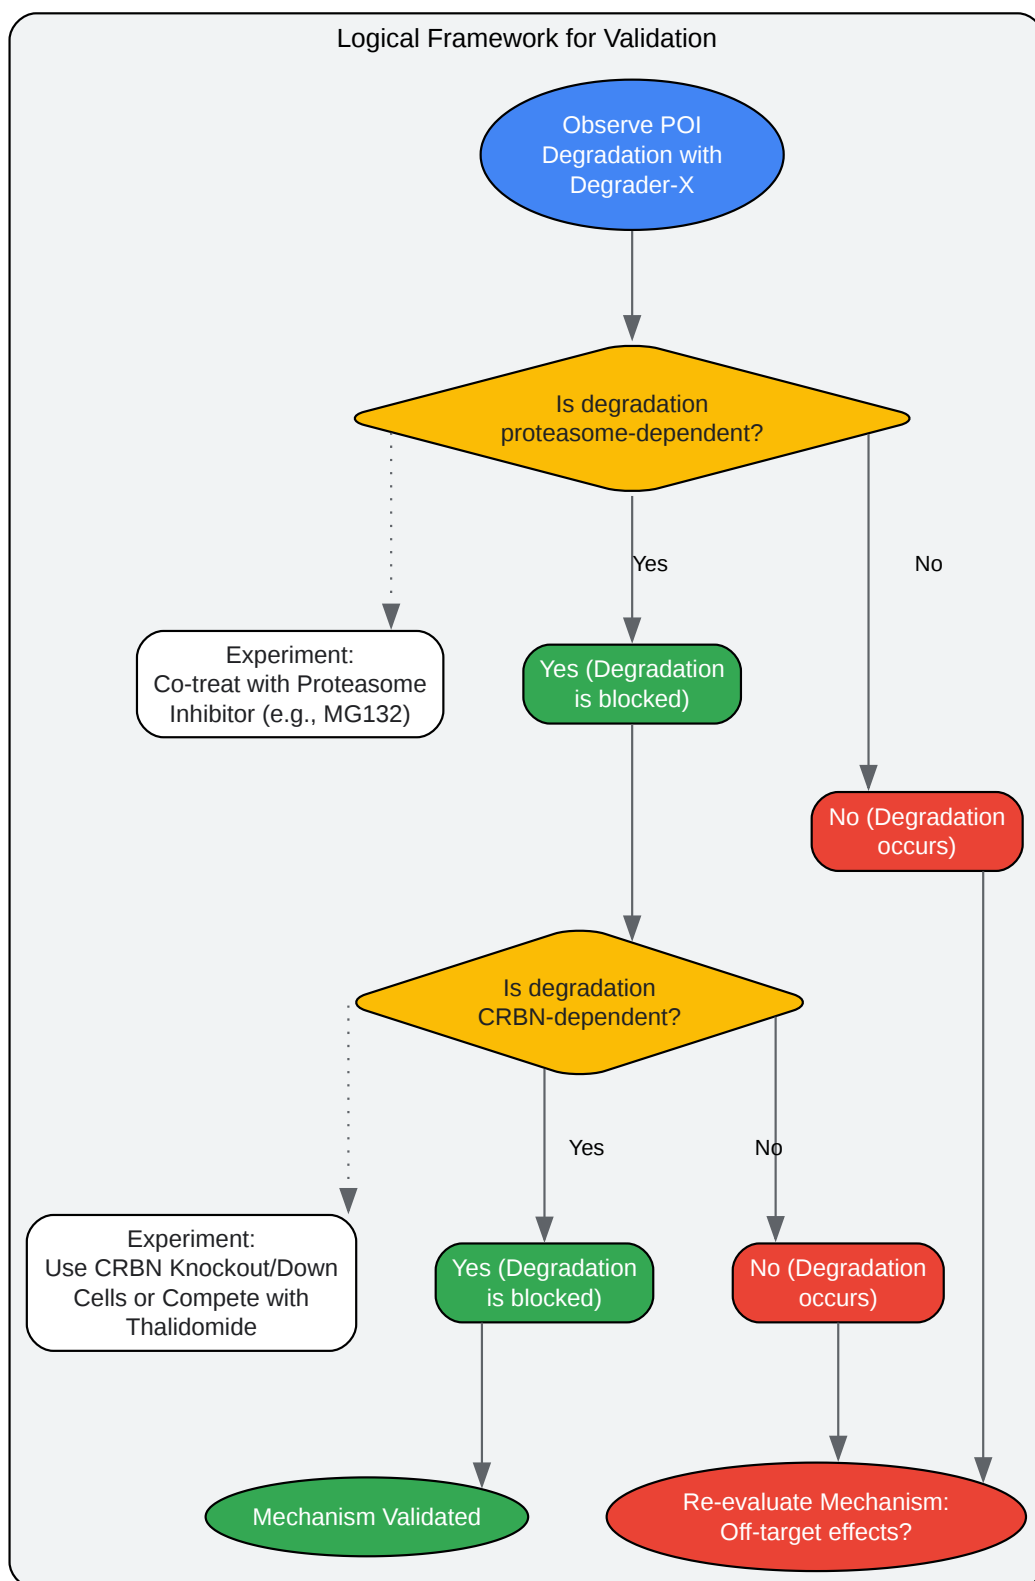 Logical Framework for Validation
Observe POI
Degradation with
Degrader-X
Is degradation
proteasome-dependent?
Yes
No
Experiment:
Co-treat with Proteasome
Inhibitor (e.g., MG132)
Yes (Degradation
is blocked)
No (Degradation
occurs)
Is degradation
CRBN-dependent?
Yes
No
Experiment:
Use CRBN Knockout/Down
Cells or Compete with
Thalidomide
Yes (Degradation
is blocked)
No (Degradation
occurs)
Mechanism Validated
Re-evaluate Mechanism:
Off-target effects?